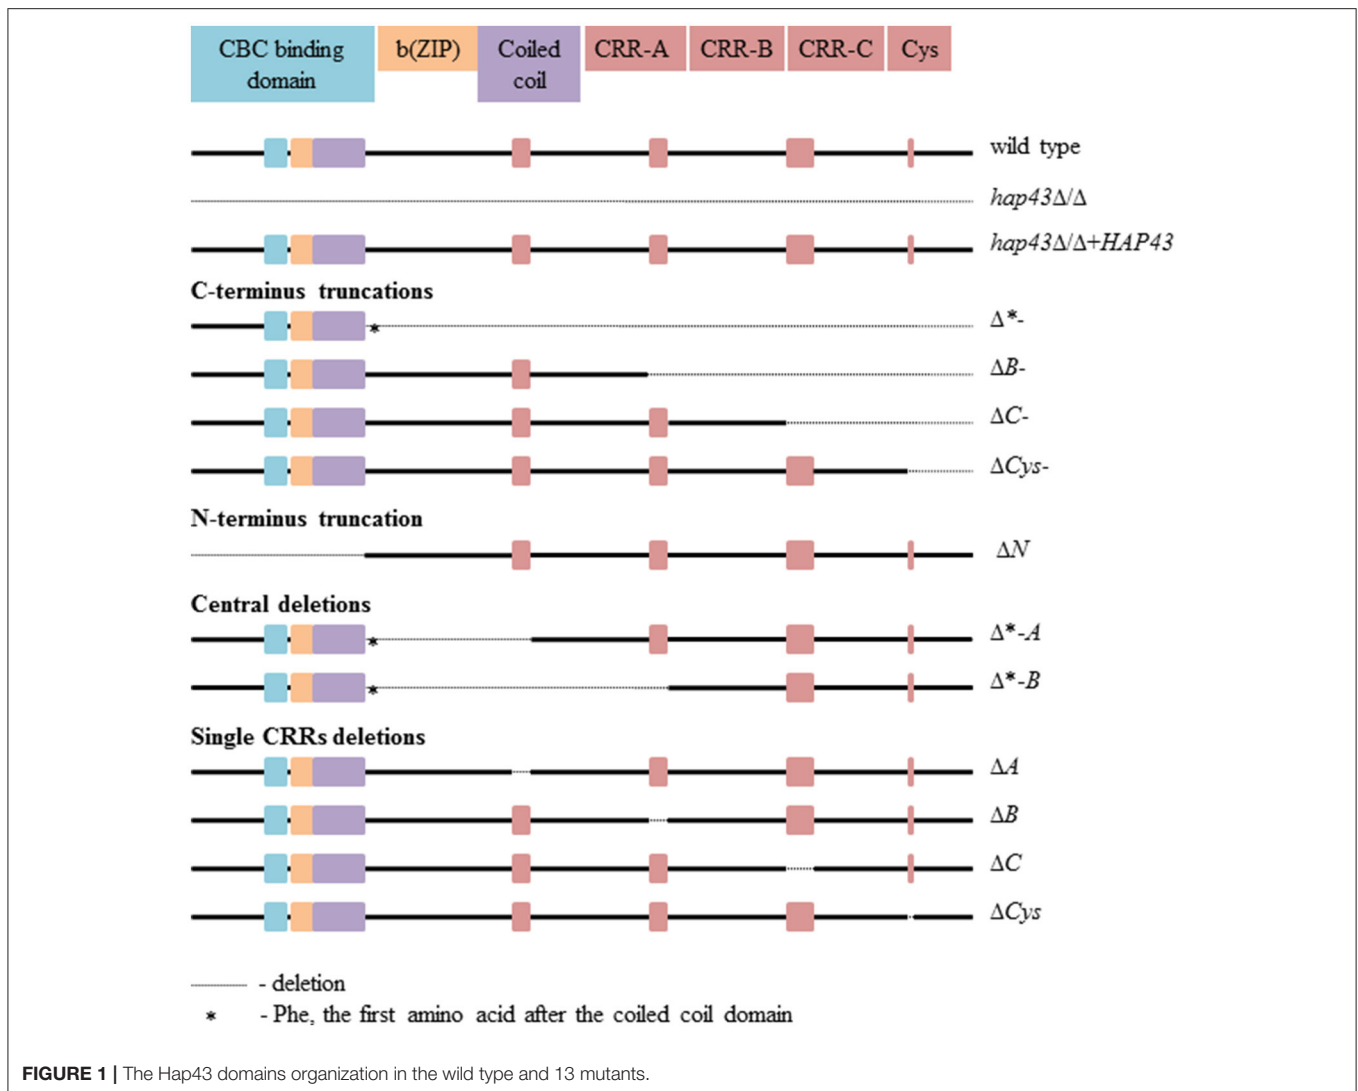 CBC binding domain
b(ZIP)
Coiled coil
CRR-A
CRR-B
CRR-C
Cys
wild type
hap43Δ/Δ
hap43Δ/Δ+HAP43
C-terminus truncations
*
Δ*-
ΔB-
ΔC-
ΔCys-
N-terminus truncation
ΔN
Central deletions
*
Δ*-A
*
Δ*-B
Single CRRs deletions
ΔA
ΔB
ΔC
ΔCys
- deletion
* - Phe, the first amino acid after the coiled coil domain
FIGURE 1 | The Hap43 domains organization in the wild type and 13 mutants.